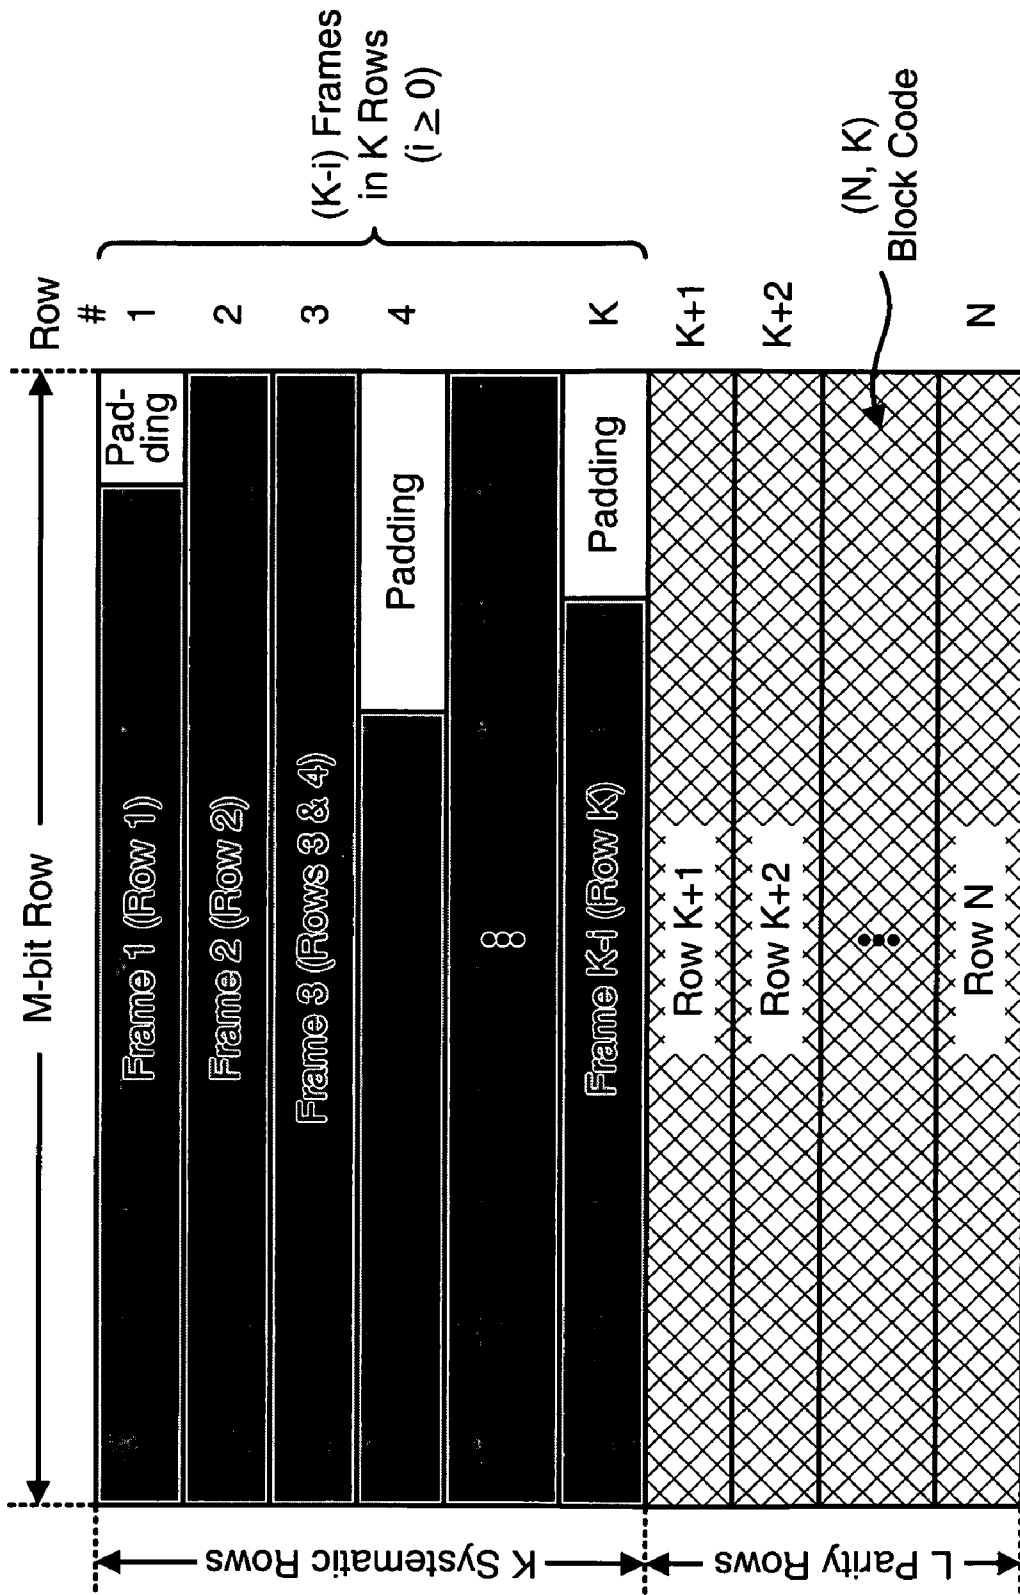 M-bit Row
Row
#
Frame 1 (Row 1)
Pad-
ding
1
Frame 2 (Row 2)
2
Frame 3 (Rows 3 & 4)
3
Padding
4
Frame K-i (Row K)
Padding
K
Row K+1
K+1
Row K+2
K+2
Row N
N
K Systematic Rows
L Parity Rows
(K-i) Frames
in K Rows
(i ≥ 0)
(N, K)
Block Code